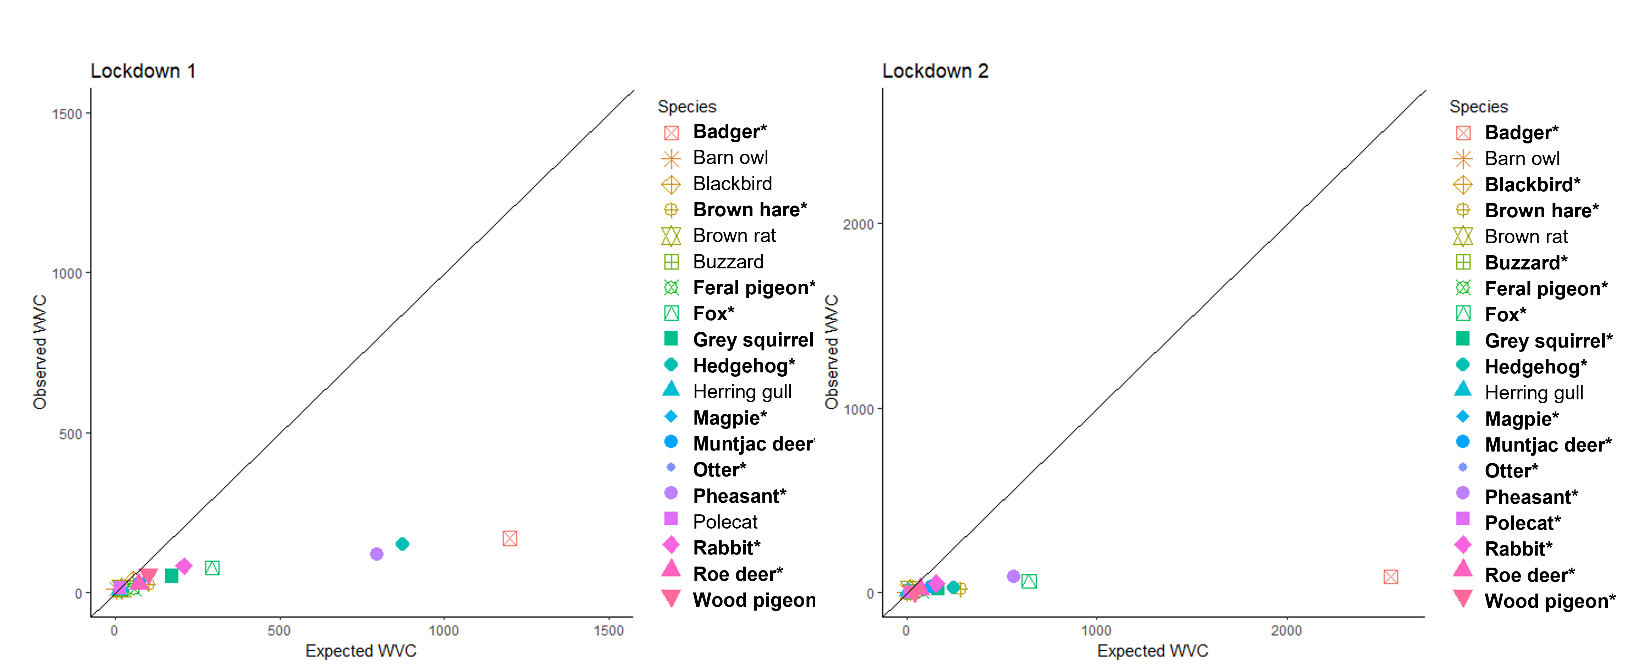 Lockdown 1
Observed WVC
1500
1000
500
0
0
500
1000
1500
Expected WVC
Species
Badger*
Barn owl
Blackbird
Brown hare*
Brown rat
Buzzard
Feral pigeon*
Fox*
Grey squirrel
Hedgehog*
Herring gull
Magpie*
Muntjac deer*
Otter*
Pheasant*
Polecat
Rabbit*
Roe deer*
Wood pigeon
Lockdown 2
Observed WVC
2000
1000
0
0
1000
2000
Expected WVC
Species
Badger*
Barn owl
Blackbird*
Brown hare*
Brown rat
Buzzard*
Feral pigeon*
Fox*
Grey squirrel*
Hedgehog*
Herring gull
Magpie*
Muntjac deer*
Otter*
Pheasant*
Polecat*
Rabbit*
Roe deer*
Wood pigeon*